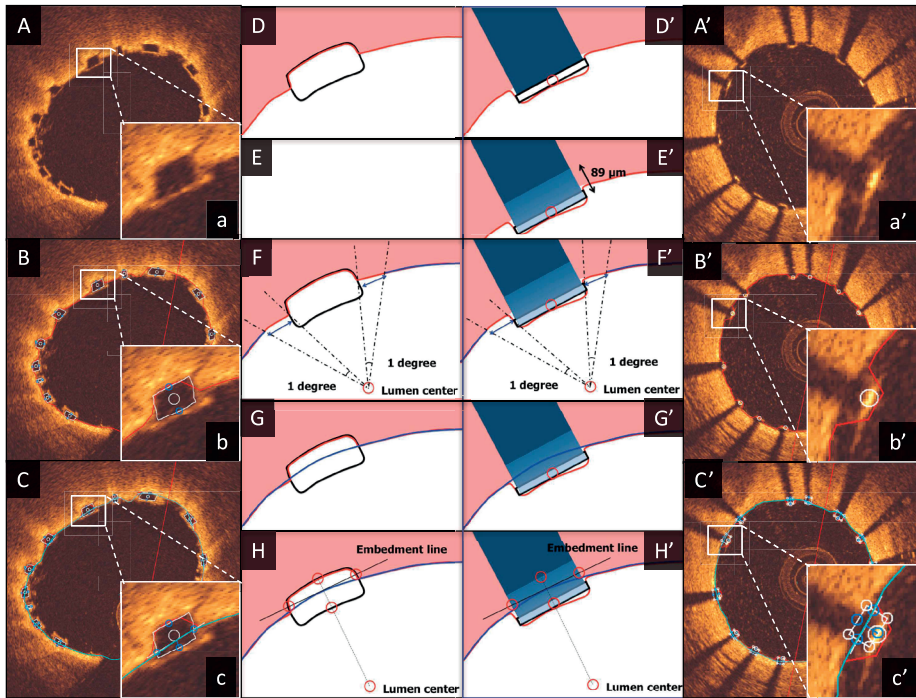 A
D
D’
A’
a
E
E’
89 µm
a’
B
F
F’
B’
1 degree
1 degree
Lumen center
1 degree
1 degree
Lumen center
b
G
G’
b’
C
C’
H
Embedment line
Lumen center
Embedment line
H’
Lumen center
c
c’